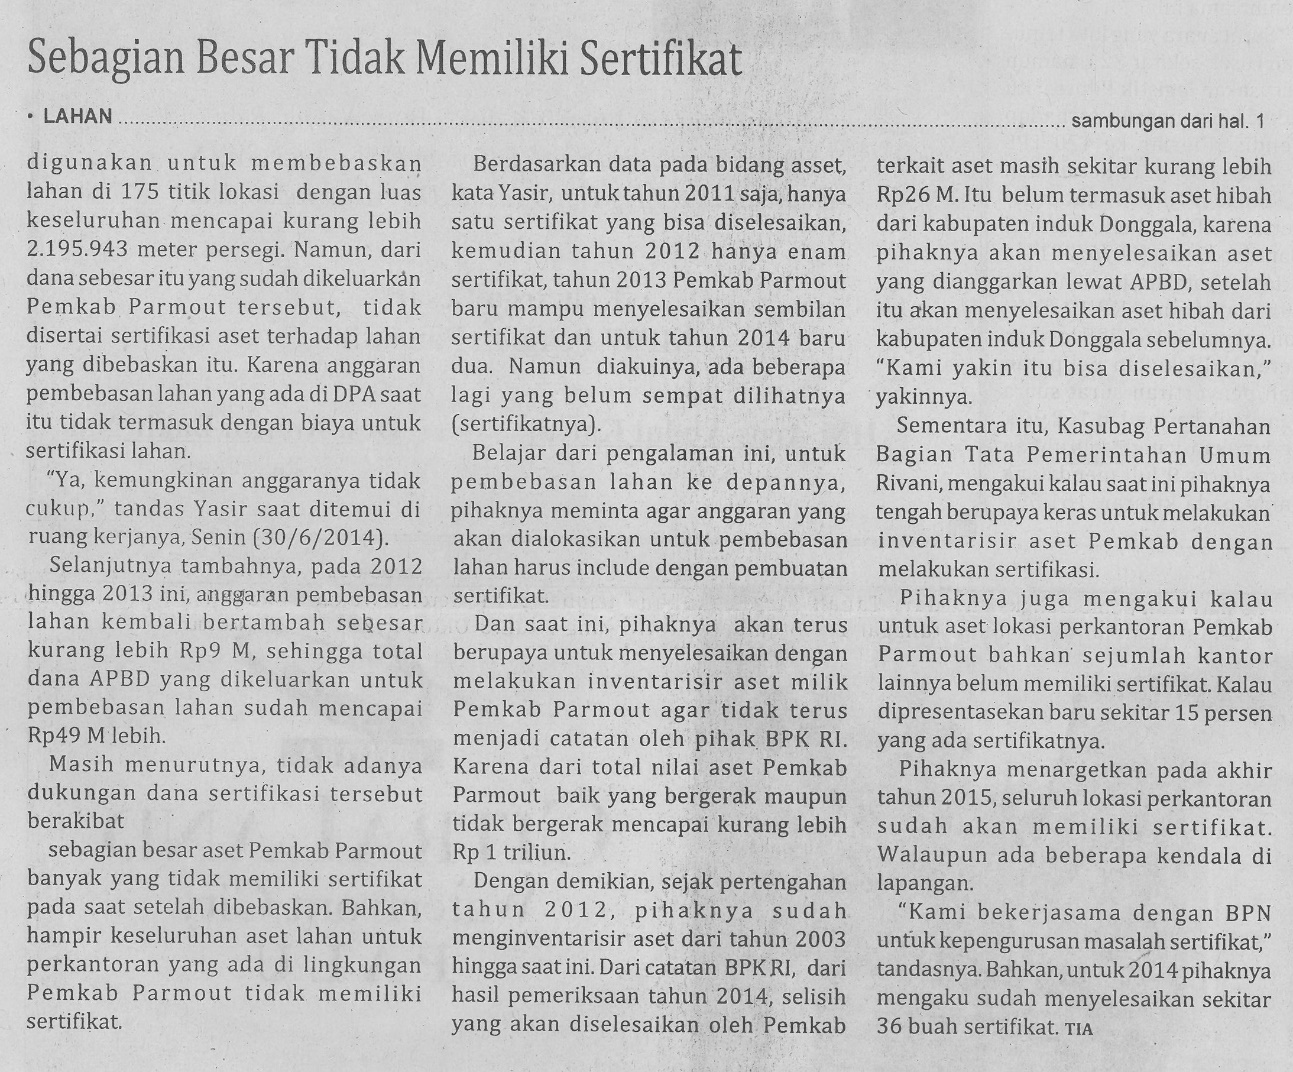 Sebagian Besar Tidak Memiliki Sertifikat
• LAHAN ........................................................ sambungan dari hal. 1
digunakan untuk membebaskan
lahan di 175 titik lokasi dengan luas
keseluruhan mencapai kurang lebih
2.195.943 meter persegi. Namun, dari
dana sebesar itu yang sudah dikeluarkan
Pemkab Parmout tersebut, tidak
disertai sertifikasi aset terhadap lahan
yang dibebaskan itu. Karena anggaran
pembebasan lahan yang ada di DPA saat
itu tidak termasuk dengan biaya untuk
sertifikasi lahan.
“Ya, kemungkinan anggaranya tidak
cukup,” tandas Yasir saat ditemui di
ruang kerjanya, Senin (30/6/2014).
Selanjutnya tambahnya, pada 2012
hingga 2013 ini, anggaran pembebasan
lahan kembali bertambah sebesar
kurang lebih Rp9 M, sehingga total
dana APBD yang dikeluarkan untuk
pembebasan lahan sudah mencapai
Rp49 M lebih.
Masih menurutnya, tidak adanya
dukungan dana sertifikasi tersebut
berakibat
sebagian besar aset Pemkab Parmout
banyak yang tidak memiliki sertifikat
pada saat setelah dibebaskan. Bahkan,
hampir keseluruhan aset lahan untuk
perkantoran yang ada di lingkungan
Pemkab Parmout tidak memiliki
sertifikat.
Berdasarkan data pada bidang asset,
kata Yasir, untuk tahun 2011 saja, hanya
satu sertifikat yang bisa diselesaikan,
kemudian tahun 2012 hanya enam
sertifikat, tahun 2013 Pemkab Parmout
baru mampu menyelesaikan sembilan
sertifikat dan untuk tahun 2014 baru
dua. Namun diakuinya, ada beberapa
lagi yang belum sempat dilihatnya
(sertifikatnya).
Belajar dari pengalaman ini, untuk
pembebasan lahan ke depannya,
pihaknya meminta agar anggaran yang
akan dialokasikan untuk pembebasan
lahan harus include dengan pembuatan
sertifikat.
Dan saat ini, pihaknya akan terus
berupaya untuk menyelesaikan dengan
melakukan inventarisir aset milik
Pemkab Parmout agar tidak terus
menjadi catatan oleh pihak BPK RI.
Karena dari total nilai aset Pemkab
Parmout baik yang bergerak maupun
tidak bergerak mencapai kurang lebih
Rp 1 triliun.
Dengan demikian, sejak pertengahan
tahun 2012, pihaknya sudah
menginventarisir aset dari tahun 2003
hingga saat ini. Dari catatan BPK RI, dari
hasil pemeriksaan tahun 2014, selisih
yang akan diselesaikan oleh Pemkab
terkait aset masih sekitar kurang lebih
Rp26 M. Itu belum termasuk aset hibah
dari kabupaten induk Donggala, karena
pihaknya akan menyelesaikan aset
yang dianggarkan lewat APBD, setelah
itu akan menyelesaikan aset hibah dari
kabupaten induk Donggala sebelumnya.
“Kami yakin itu bisa diselesaikan,”
yakinnya.
Sementara itu, Kasubag Pertanahan
Bagian Tata Pemerintahan Umum
Rivani, mengakui kalau saat ini pihaknya
tengah berupaya keras untuk melakukan
inventarisir aset Pemkab dengan
melakukan sertifikasi.
Pihaknya juga mengakui kalau
untuk aset lokasi perkantoran Pemkab
Parmout bahkan sejumlah kantor
lainnya belum memiliki sertifikat. Kalau
dipresentasekan baru sekitar 15 persen
yang ada sertifikatnya.
Pihaknya menargetkan pada akhir
tahun 2015, seluruh lokasi perkantoran
sudah akan memiliki sertifikat.
Walaupun ada beberapa kendala di
lapangan.
“Kami bekerjasama dengan BPN
untuk kepengurusan masalah sertifikat,”
tandasnya. Bahkan, untuk 2014 pihaknya
mengaku sudah menyelesaikan sekitar
36 buah sertifikat. TIA